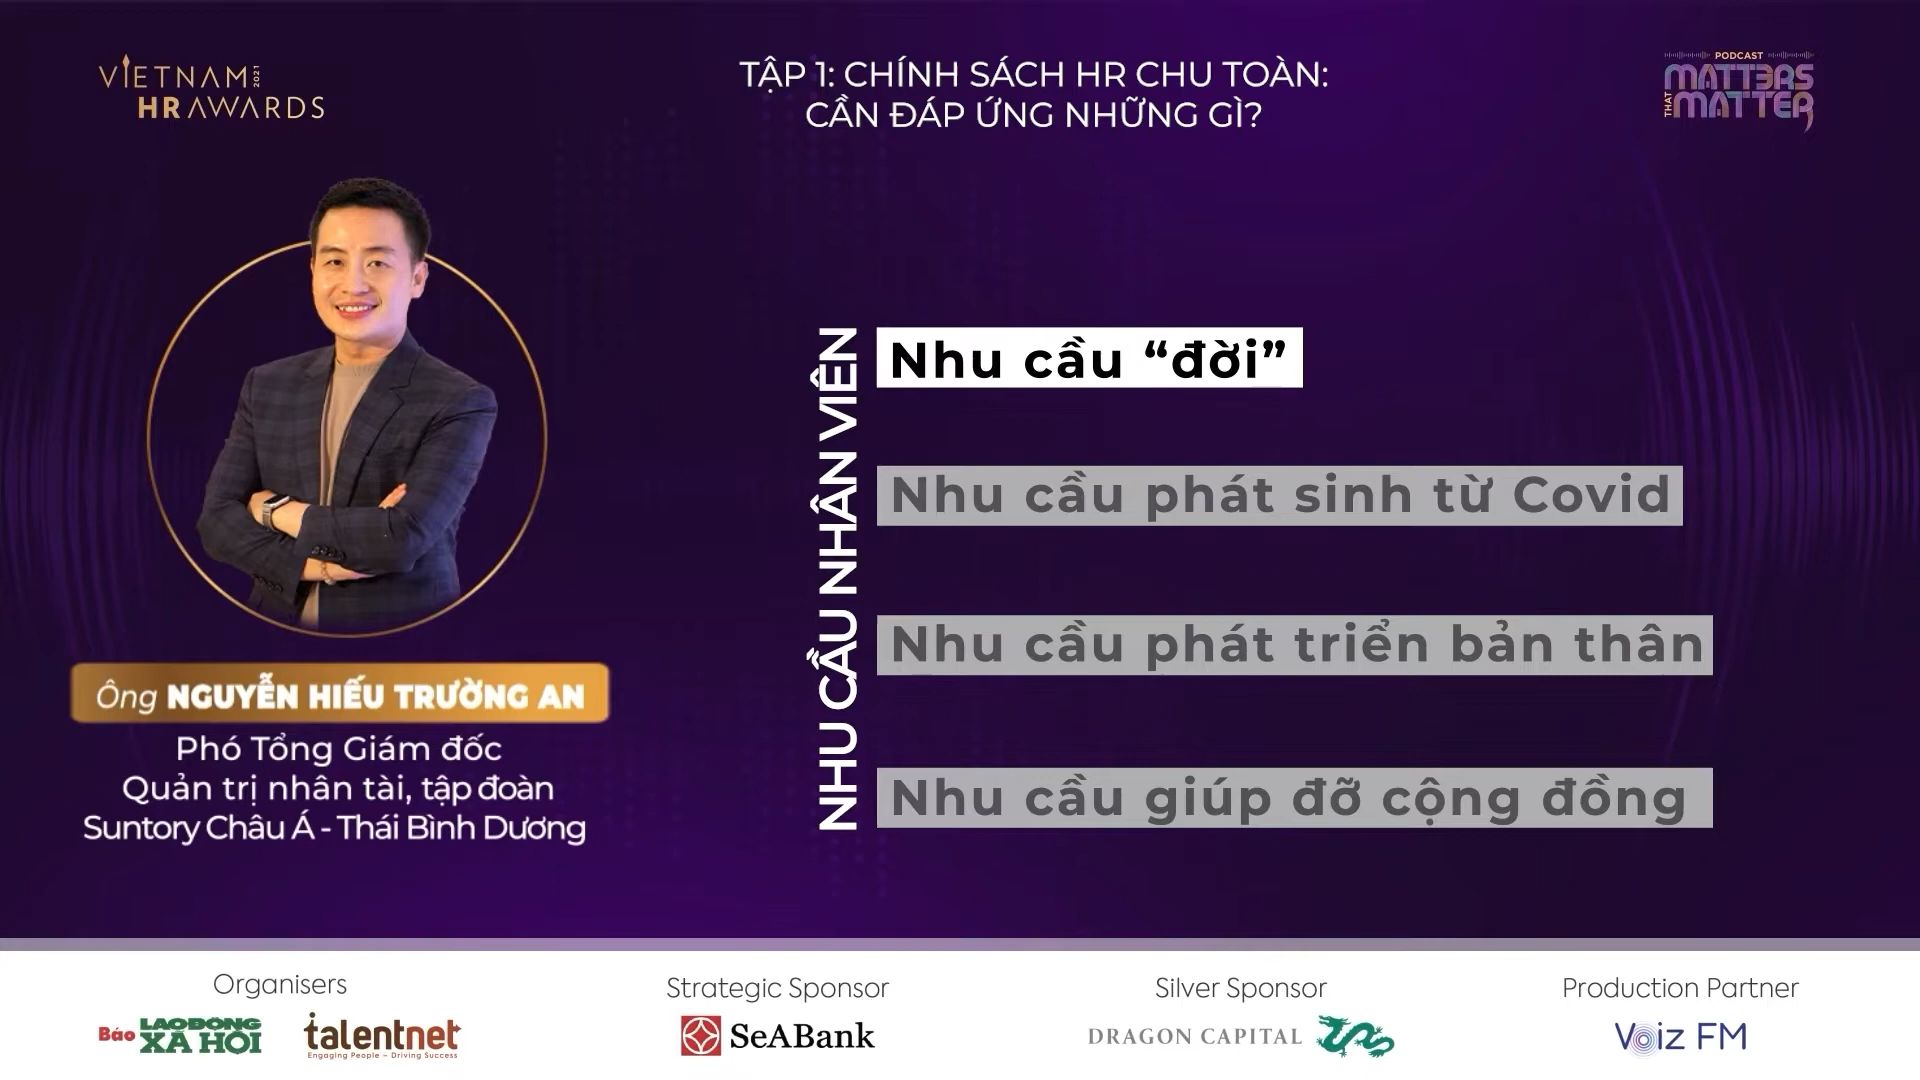 VIETNAM 2021
HR AWARDS
TẬP 1: CHÍNH SÁCH HR CHU TOÀN:
CẦN ĐÁP ỨNG NHỮNG GÌ?
PODCAST
MATTERS
THAT
MATTER
NHU CẦU NHÂN VIÊN
Nhu cầu “đời”
Nhu cầu phát sinh từ Covid
Nhu cầu phát triển bản thân
Nhu cầu giúp đỡ cộng đồng
Ông NGUYỄN HIẾU TRƯỜNG AN
Phó Tổng Giám đốc
Quản trị nhân tài, tập đoàn
Suntory Châu Á - Thái Bình Dương
Organisers
Báo LAO ĐỘNG
XÃ HỘI
talentnet
Engaging People – Driving Success
Strategic Sponsor
SeABank
Silver Sponsor
DRAGON CAPITAL
Production Partner
Voiz FM